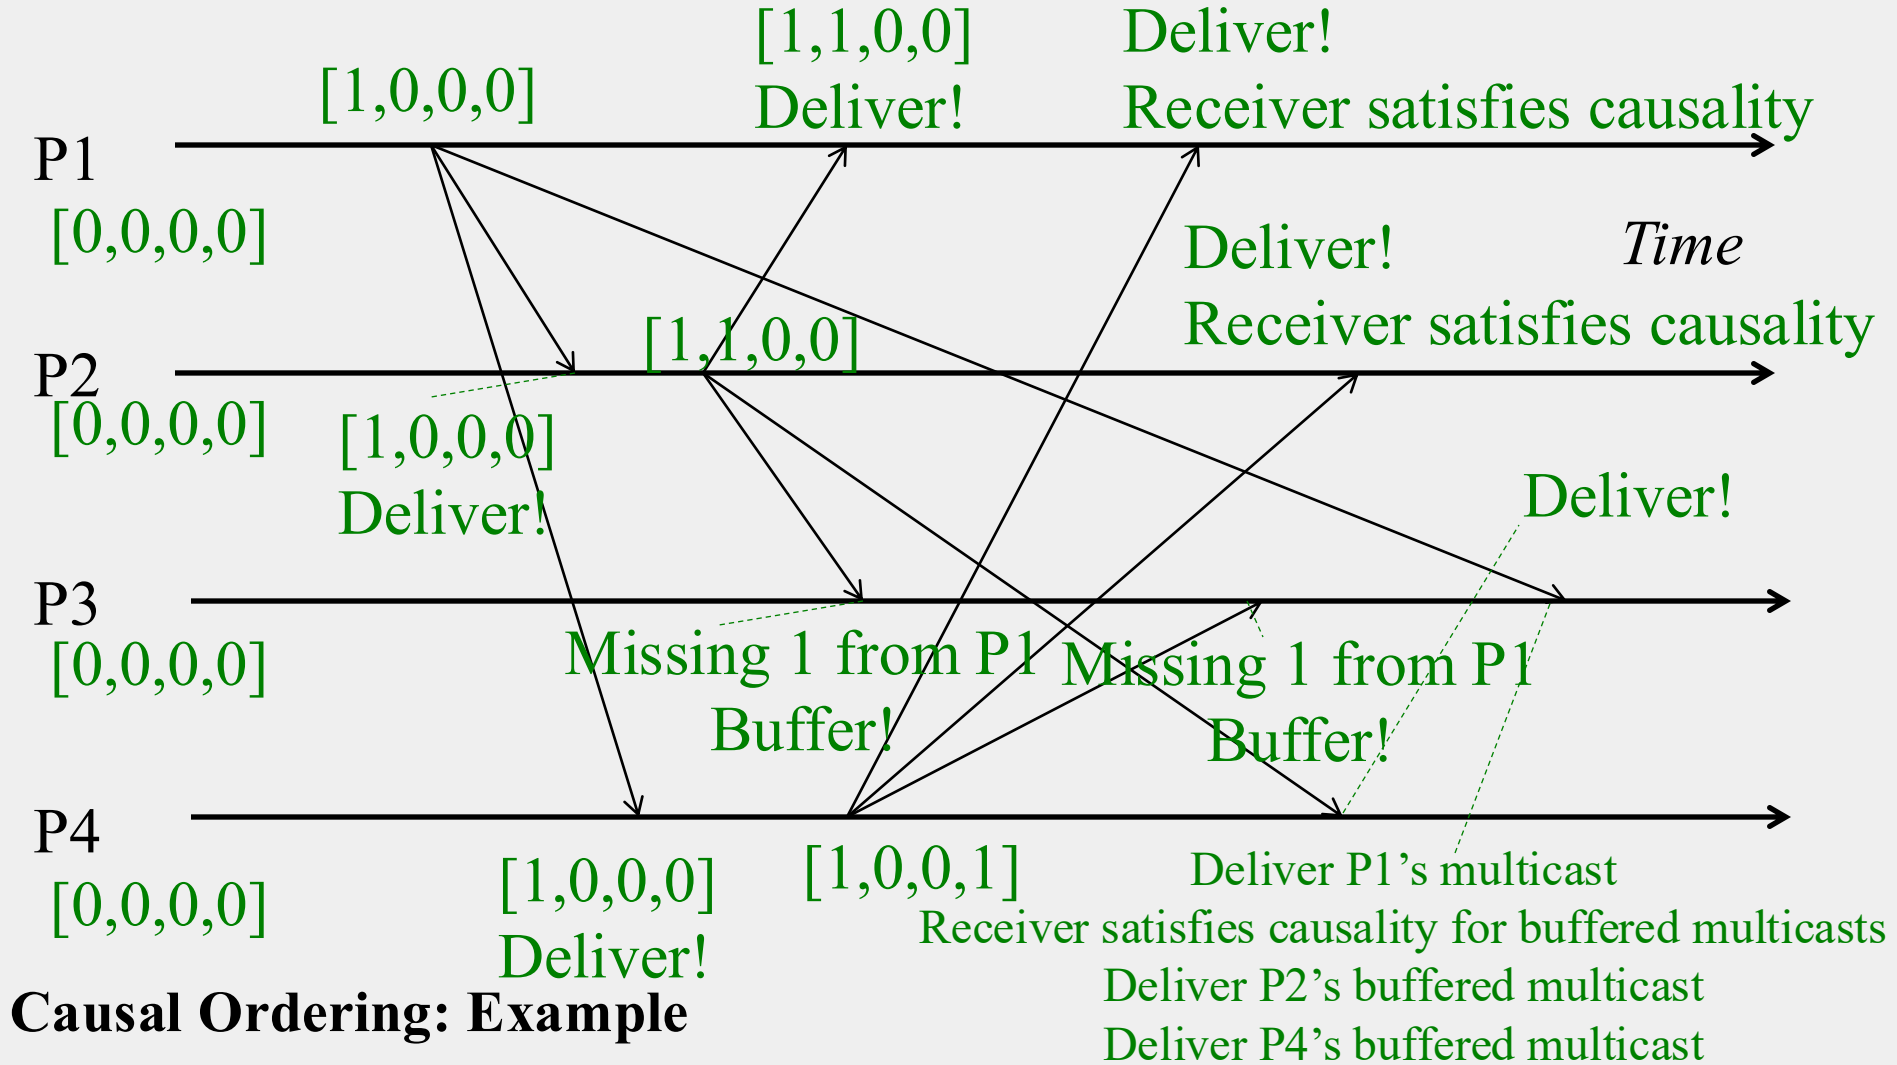 [1,1,0,0]
Deliver!
Deliver!
Receiver satisfies causality
[1,0,0,0]
P1
[0,0,0,0]
Time
Deliver!
Receiver satisfies causality
[1,1,0,0]
P2
[0,0,0,0]
[1,0,0,0]
Deliver!
Deliver!
P3
[0,0,0,0]
Missing 1 from P1
Buffer!
Missing 1 from P1
Buffer!
P4
[0,0,0,0]
[1,0,0,0]
Deliver!
[1,0,0,1]
Deliver P1’s multicast
Receiver satisfies causality for buffered multicasts
Deliver P2’s buffered multicast
Deliver P4’s buffered multicast
Causal Ordering: Example